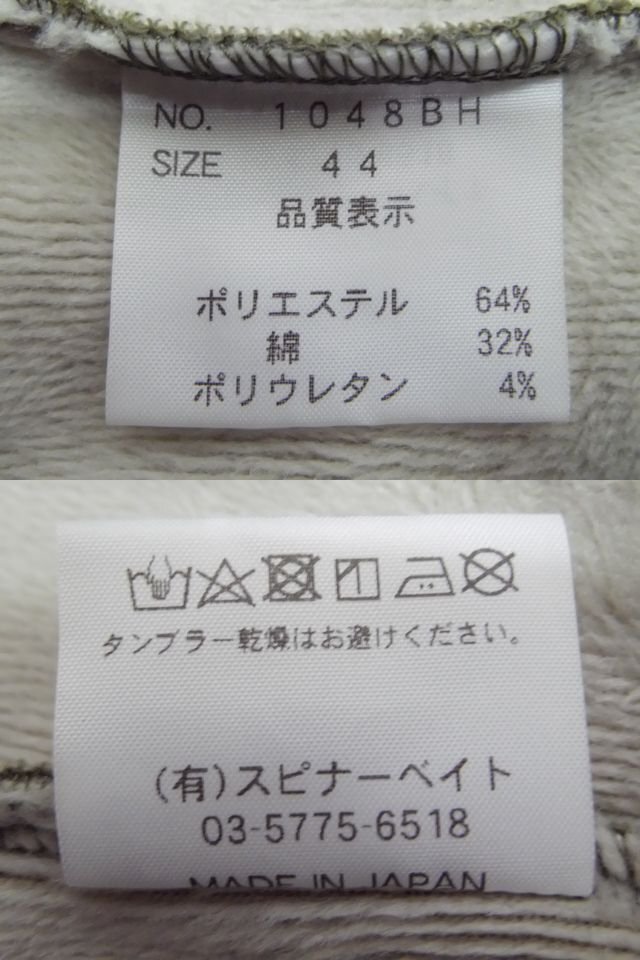 NO. 1048BH
SIZE 44
品質表示
ポリエステル 64%
綿 32%
ポリウレタン 4%
タンブラー乾燥はお避けください。
(有)スピナーベイト
03-5775-6518
MADE IN JAPAN